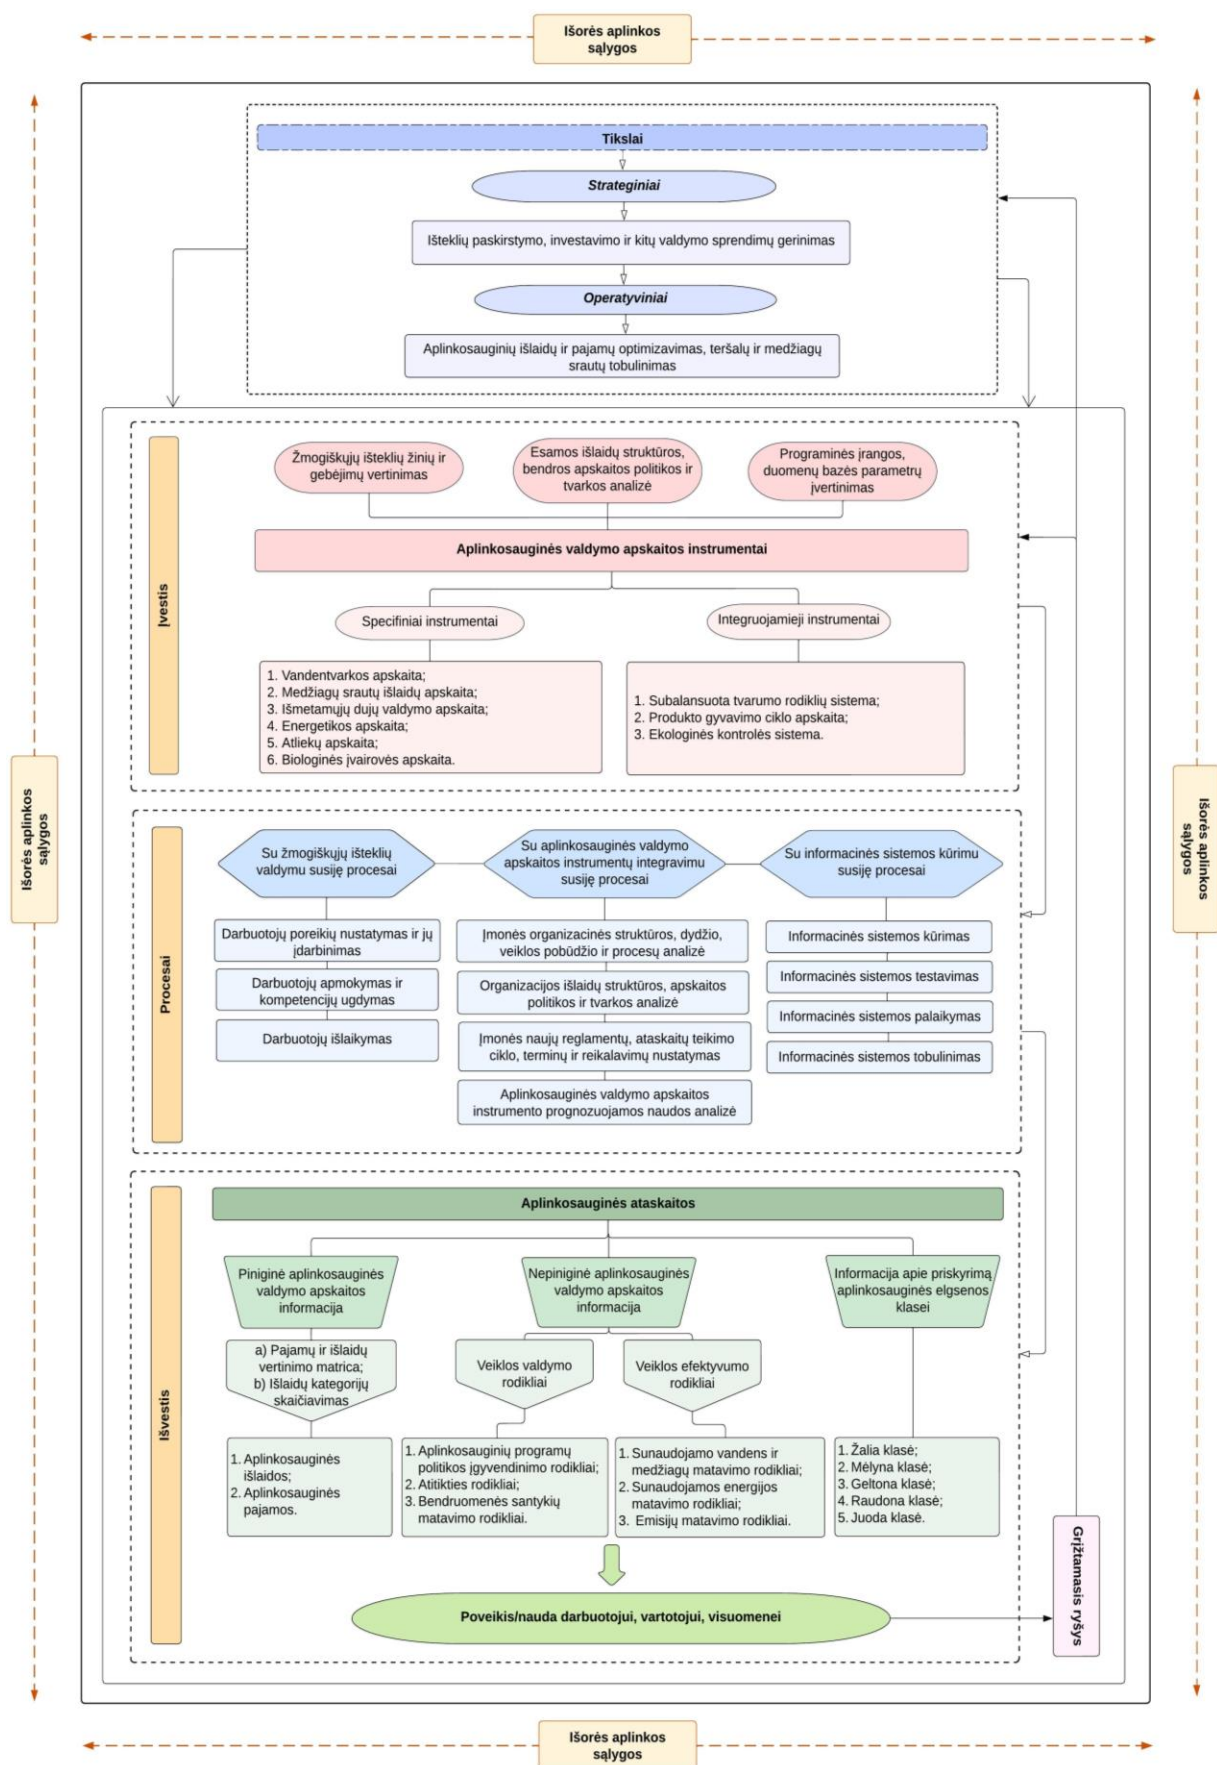 Išorės aplinkos
sąlygos
Tikslai
Strateginiai
Išteklių paskirstymo, investavimo ir kitų valdymo sprendimų gerinimas
Operatyviniai
Aplinkosauginių išlaidų ir pajamų optimizavimas, teršalų ir medžiagų
srautų tobulinimas
Išorės aplinkos
sąlygos
Išorės aplinkos
sąlygos
Įvestis
Žmogiškųjų išteklių žinių ir
gebėjimų vertinimas
Esamos išlaidų struktūros,
bendros apskaitos politikos ir
tvarkos analizė
Programinės įrangos,
duomenų bazės parametrų
įvertinimas
Aplinkosauginės valdymo apskaitos instrumentai
Specifiniai instrumentai
Integruojamieji instrumentai
1. Vandentvarkos apskaita;
2. Medžiagų srautų išlaidų apskaita;
3. Išmetamųjų dujų valdymo apskaita;
4. Energetikos apskaita;
5. Atliekų apskaita;
6. Biologinės įvairovės apskaita.
1. Subalansuota tvarumo rodiklių sistema;
2. Produkto gyvavimo ciklo apskaita;
3. Ekologinės kontrolės sistema.
Procesai
Su žmogiškųjų išteklių
valdymu susiję procesai
Su aplinkosauginės valdymo
apskaitos instrumentų integravimu
susiję procesai
Su informacinės sistemos kūrimu
susiję procesai
Darbuotojų poreikių nustatymas ir jų
įdarbinimas
Darbuotojų apmokymas ir
kompetencijų ugdymas
Darbuotojų išlaikymas
Įmonės organizacinės struktūros, dydžio,
veiklos pobūdžio ir procesų analizė
Organizacijos išlaidų struktūros, apskaitos
politikos ir tvarkos analizė
Įmonės naujų reglamentų, ataskaitų teikimo
ciklo, terminų ir reikalavimų nustatymas
Aplinkosauginės valdymo apskaitos
instrumento prognozuojamos naudos analizė
Informacinės sistemos kūrimas
Informacinės sistemos testavimas
Informacinės sistemos palaikymas
Informacinės sistemos tobulinimas
Išvestis
Aplinkosauginės ataskaitos
Piniginė aplinkosauginės
valdymo apskaitos
informacija
Nepiniginė aplinkosauginės
valdymo apskaitos
informacija
Informacija apie priskyrimą
aplinkosauginės elgsenos
klasei
a) Pajamų ir išlaidų
vertinimo matrica;
b) Išlaidų kategorijų
skaičiavimas
Veiklos valdymo
rodikliai
Veiklos efektyvumo
rodikliai
1. Aplinkosauginės
išlaidos;
2. Aplinkosauginės
pajamos.
1. Aplinkosauginių programų
politikos įgyvendinimo rodikliai;
2. Atitikties rodikliai;
3. Bendruomenės santykių
matavimo rodikliai.
1. Sunaudojamo vandens ir
medžiagų matavimo rodikliai;
2. Sunaudojamos energijos
matavimo rodikliai;
3. Emisijų matavimo rodikliai.
1. Žalia klasė;
2. Mėlyna klasė;
3. Geltona klasė;
4. Raudona klasė;
5. Juoda klasė.
Poveikis/nauda darbuotojui, vartotojui, visuomenei
Grįžtamasis ryšys
Išorės aplinkos
sąlygos